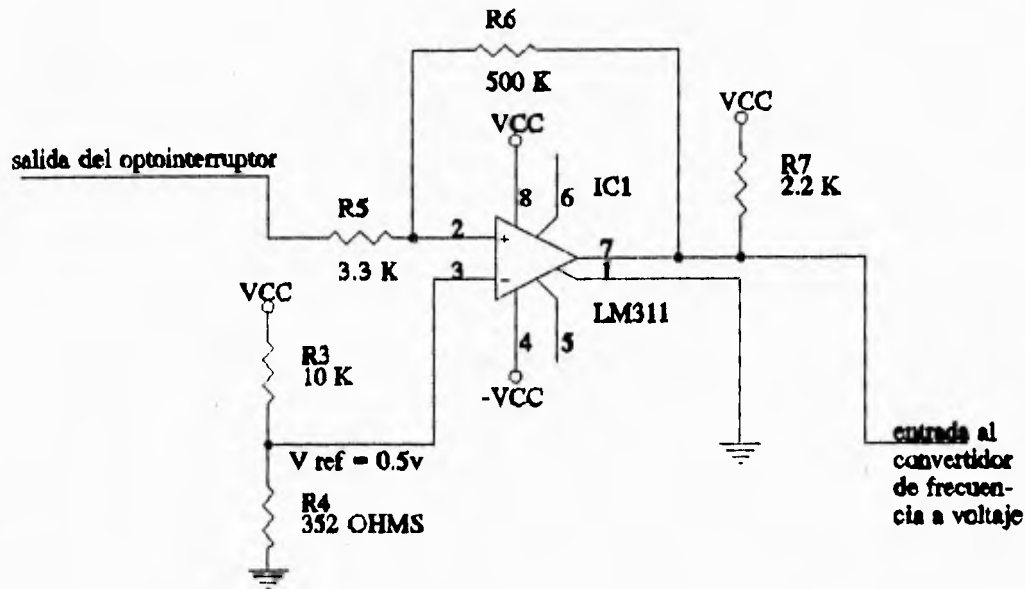 R6
500 K
VCC
VCC
salida del optointerruptor
R7
2.2 K
8
6
IC1
R5
2
+
7
3.3 K
3
-
1
VCC
LM311
R3
10 K
4
5
-VCC
V ref = 0.5v
entrada al
convertidor
de frecuen-
cia a voltaje
R4
352 OHMS